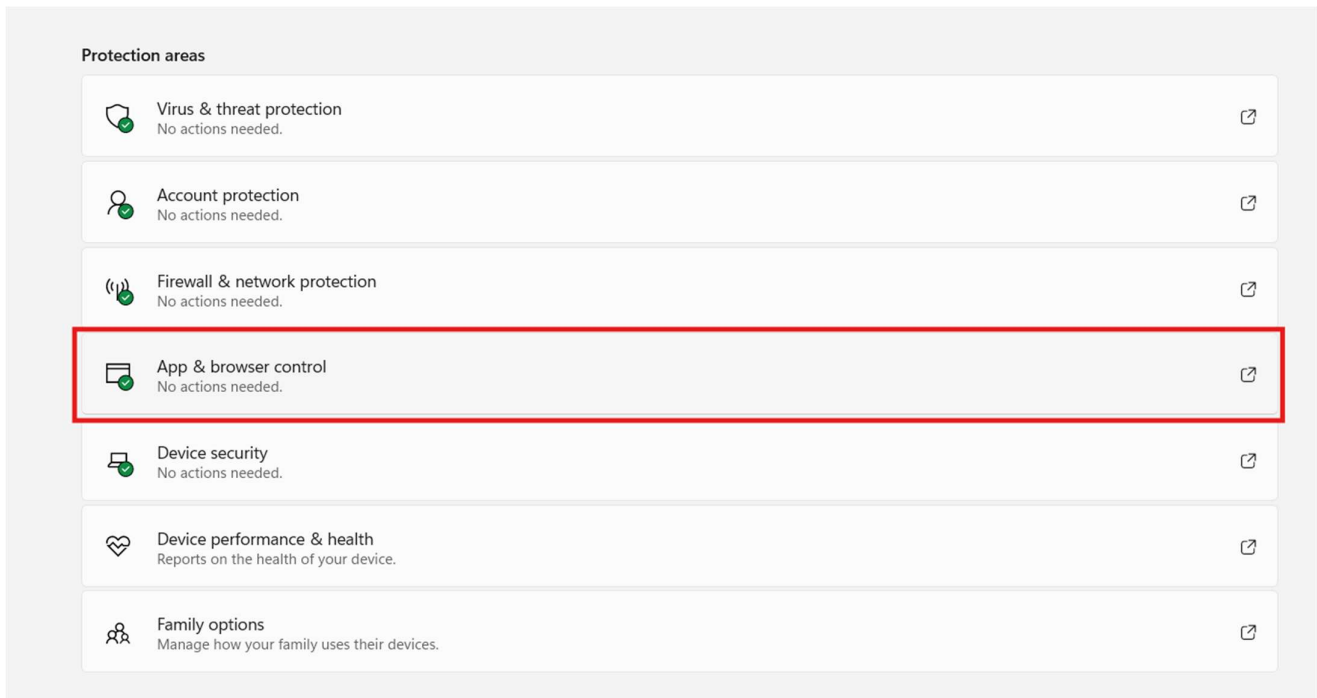 Protection areas
Virus & threat protection
No actions needed.
Account protection
No actions needed.
Firewall & network protection
No actions needed.
App & browser control
No actions needed.
Device security
No actions needed.
Device performance & health
Reports on the health of your device.
Family options
Manage how your family uses their devices.